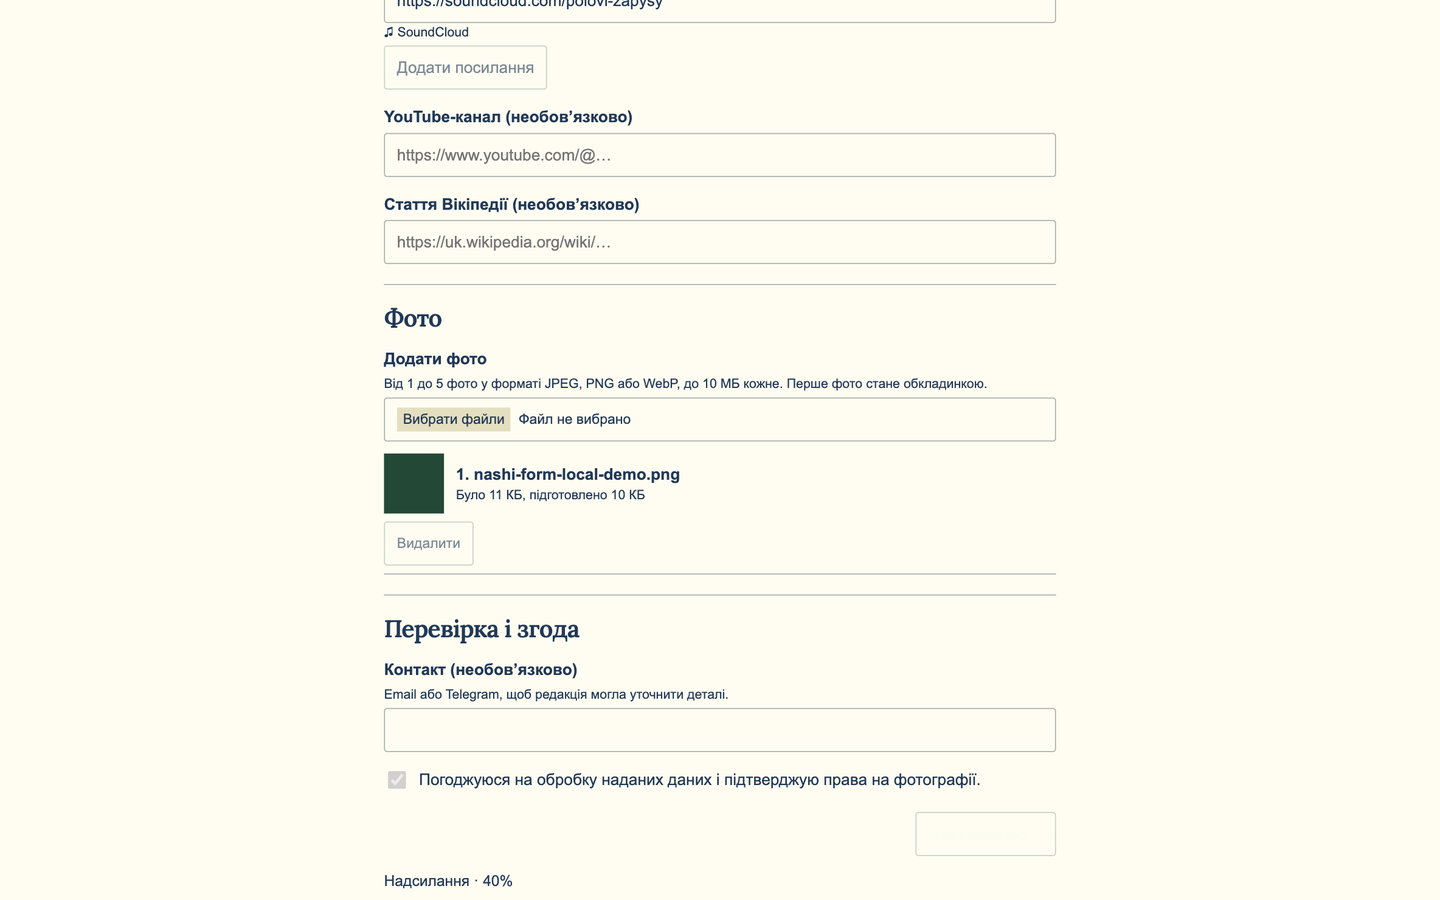 https://soundcloud.com/polovi-zapysy
♫ SoundCloud
Додати посилання
YouTube-канал (необов’язково)
https://www.youtube.com/@…
Стаття Вікіпедії (необов’язково)
https://uk.wikipedia.org/wiki/…
Фото
Додати фото
Від 1 до 5 фото у форматі JPEG, PNG або WebP, до 10 МБ кожне. Перше фото стане обкладинкою.
Вибрати файли Файл не вибрано
1. nashi-form-local-demo.png
Було 11 КБ, підготовлено 10 КБ
Видалити
Перевірка і згода
Контакт (необов’язково)
Email або Telegram, щоб редакція могла уточнити деталі.
Погоджуюся на обробку наданих даних і підтверджую права на фотографії.
Надсилання · 40%